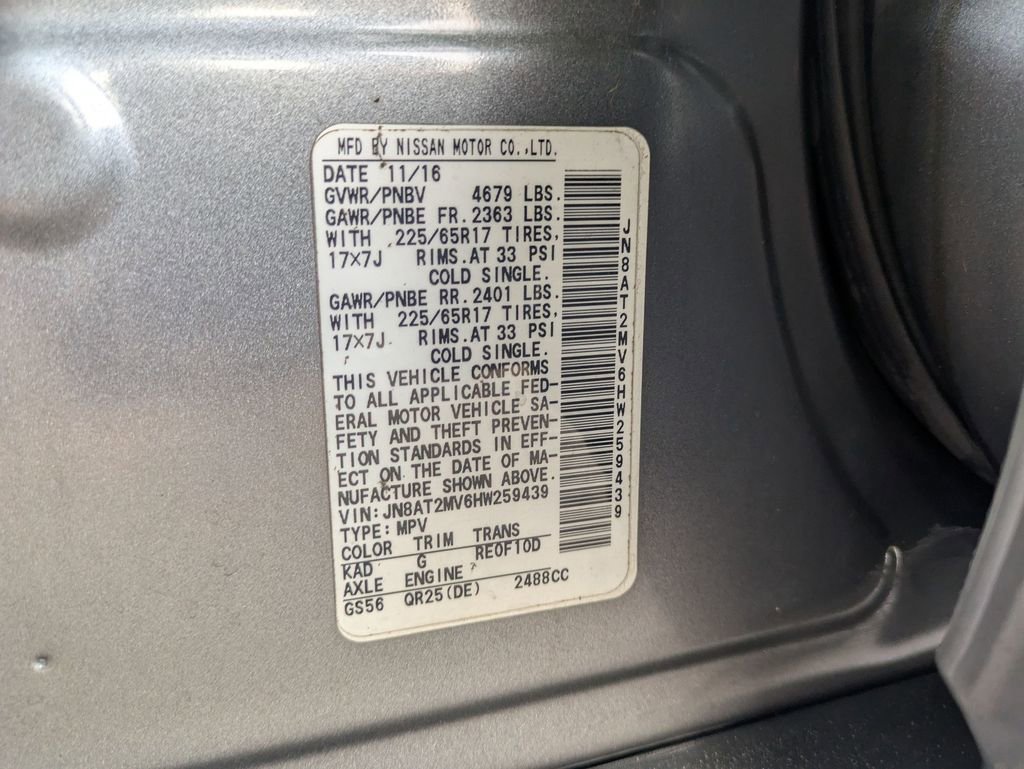 MFD BY NISSAN MOTOR CO.,LTD.
DATE 11/16
GVWR/PNBV 4679 LBS.
GAWR/PNBE FR. 2363 LBS.
WITH 225/65R17 TIRES,
17×7J RIMS. AT 33 PSI
COLD SINGLE.
GAWR/PNBE RR. 2401 LBS.
WITH 225/65R17 TIRES,
17×7J RIMS. AT 33 PSI
COLD SINGLE.
THIS VEHICLE CONFORMS
TO ALL APPLICABLE FED-
ERAL MOTOR VEHICLE SA-
FETY AND THEFT PREVEN-
TION STANDARDS IN EFF-
ECT ON THE DATE OF MA-
NUFACTURE SHOWN ABOVE.
VIN: JN8AT2MV6HW259439
TYPE: MPV
COLOR TRIM TRANS
KAD G RE0F10D
AXLE ENGINE
GS56 QR25(DE) 2488CC
JN8AT2MV6HW259439